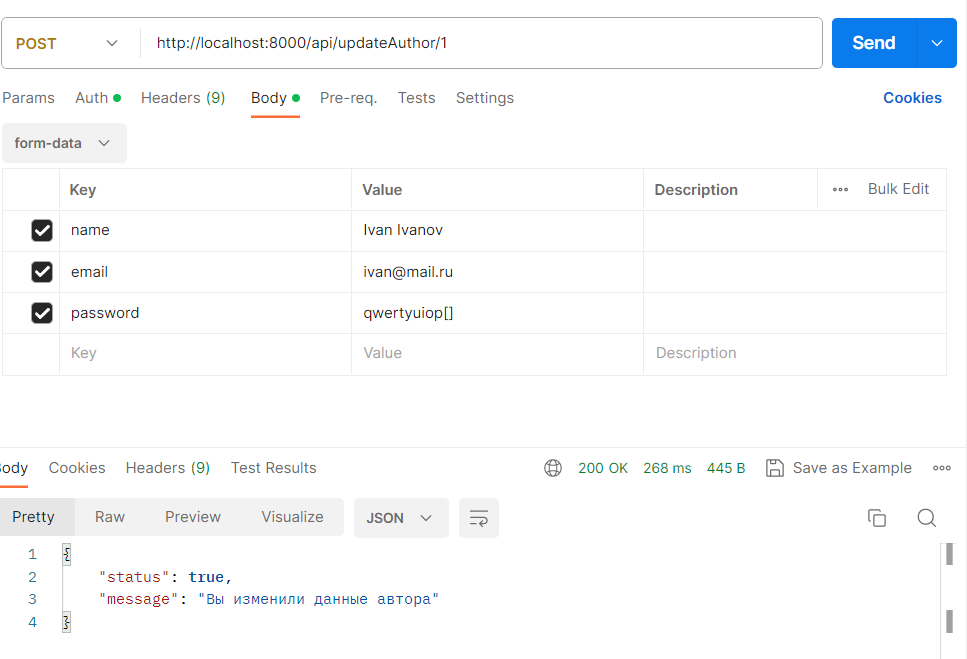 POST http://localhost:8000/api/updateAuthor/1 Send
Params Auth Headers (9) Body Pre-req. Tests Settings Cookies
form-data
Key Value Description Bulk Edit
name Ivan Ivanov
email ivan@mail.ru
password qwertyuiop[]
Key Value Description
ody Cookies Headers (9) Test Results 200 OK 268 ms 445 B Save as Example
Pretty Raw Preview Visualize JSON
1 {
2 "status": true,
3 "message": "Вы изменили данные автора"
4 }